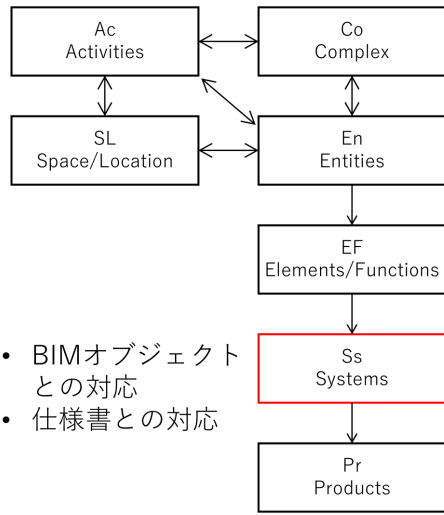 Ac
Activities
Co
Complex
SL
Space/Location
En
Entities
EF
Elements/Functions
• BIMオブジェクト
との対応
• 仕様書との対応
Ss
Systems
Pr
Products